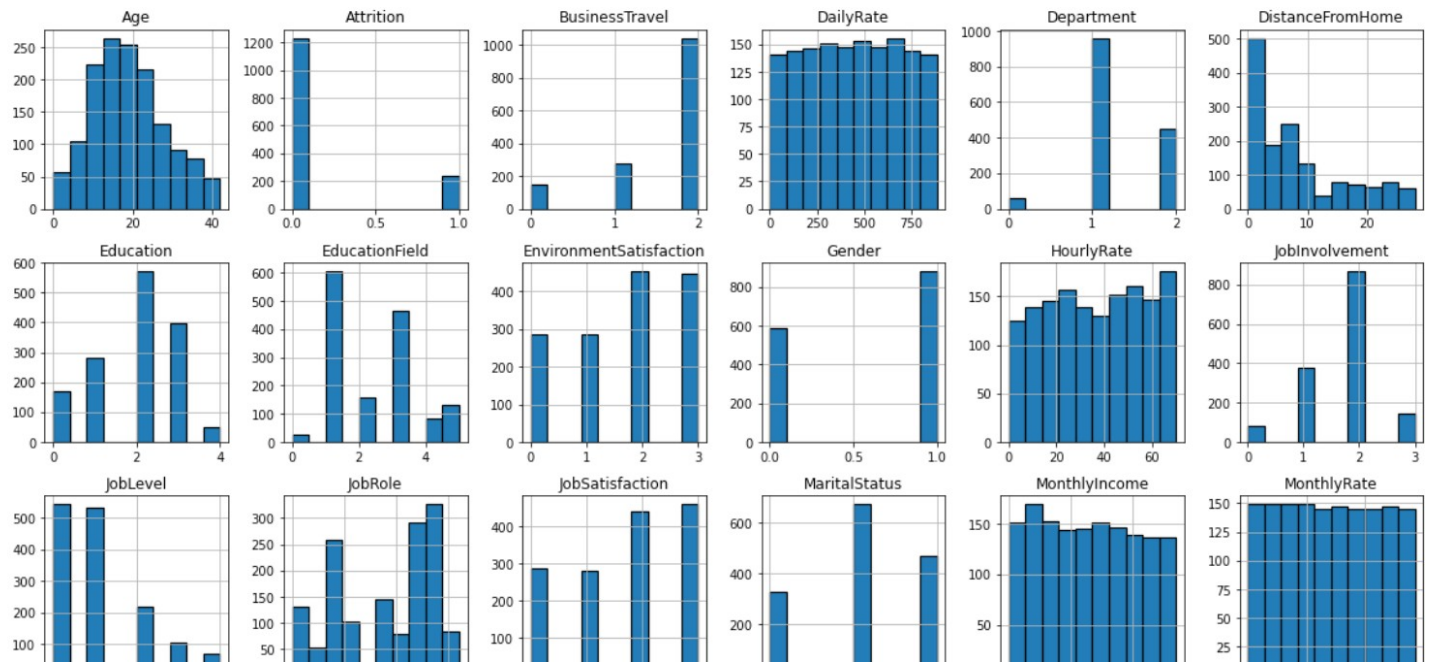 Age Attrition BusinessTravel DailyRate Department DistanceFromHome
250 200 150 100 50 0
0 20 40
1200 1000 800 600 400 200 0
0.0 0.5 1.0
1000 800 600 400 200 0
0 1 2
150 125 100 75 50 25 0
0 250 500 750
1000 800 600 400 200 0
0 1 2
500 400 300 200 100 0
0 10 20
Education EducationField EnvironmentSatisfaction Gender HourlyRate JobInvolvement
600 500 400 300 200 100 0
0 2 4
600 500 400 300 200 100 0
0 2 4
400 300 200 100 0
0 1 2 3
800 600 400 200 0
0.0 0.5 1.0
150 100 50 0
0 20 40 60
800 600 400 200 0
0 1 2 3
JobLevel JobRole JobSatisfaction MaritalStatus MonthlyIncome MonthlyRate
500 400 300 200 100
300 250 200 150 100 50
400 300 200 100
600 400 200
150 100 50
150 125 100 75 50 25